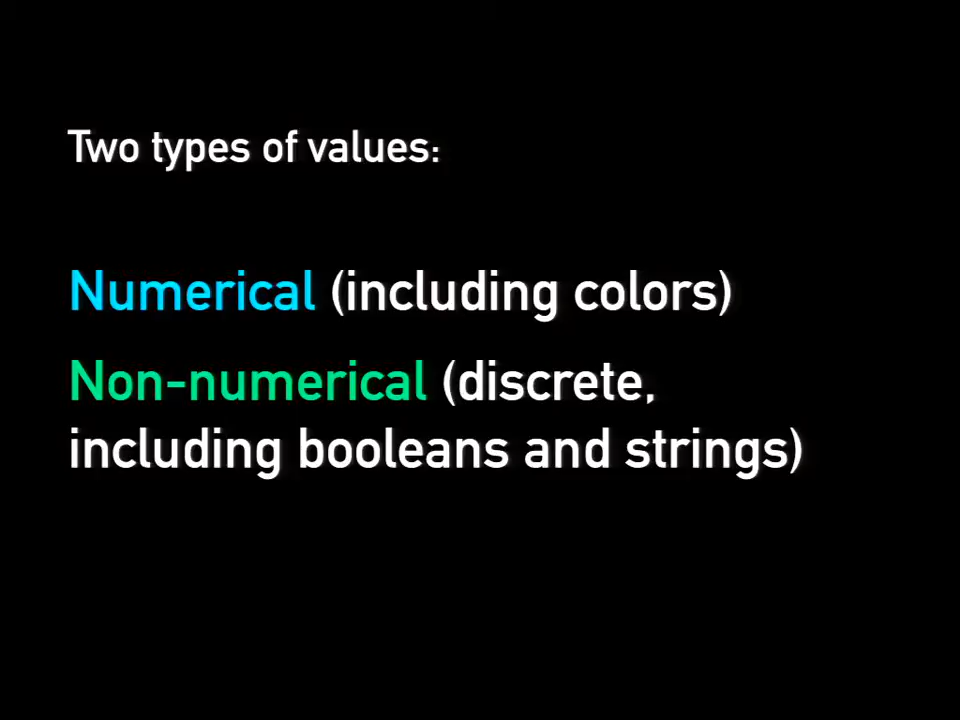 Two types of values:
Numerical (including colors)
Non-numerical (discrete,
including booleans and strings)